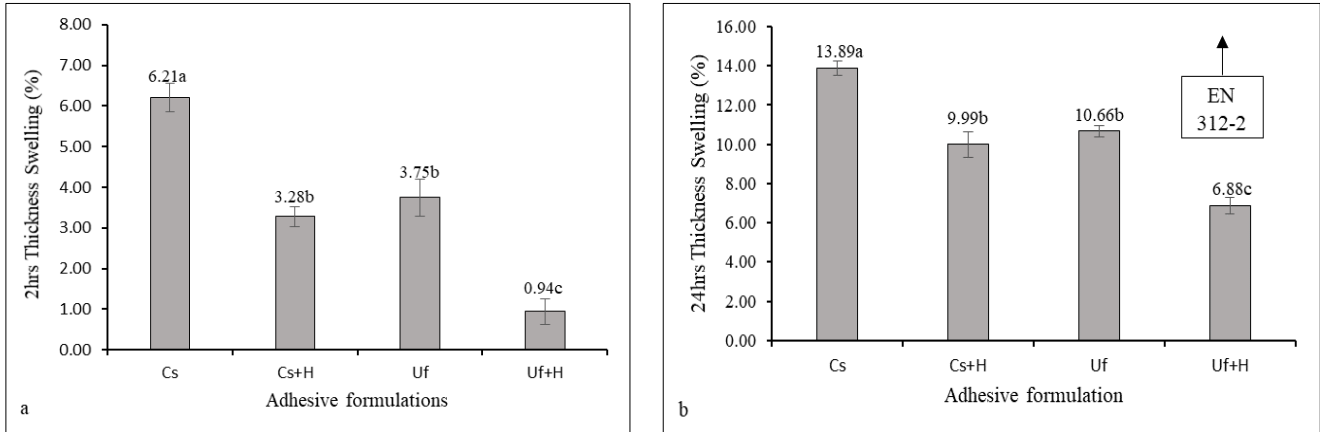 8.00
7.00
6.00
5.00
4.00
3.00
2.00
1.00
0.00
2hrs Thickness Swelling (%)
6.21a
3.28b
3.75b
0.94c
Cs
Cs+H
Uf
Uf+H
Adhesive formulations
a
16.00
14.00
12.00
10.00
8.00
6.00
4.00
2.00
0.00
24hrs Thickness Swelling (%)
13.89a
9.99b
10.66b
6.88c
EN
312-2
Cs
Cs+H
Uf
Uf+H
Adhesive formulation
b